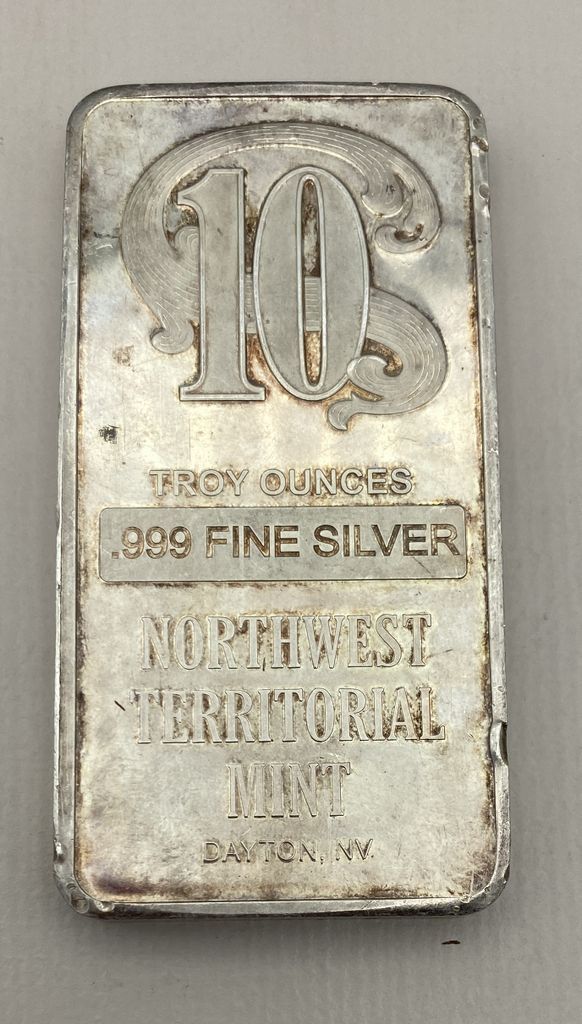 10
TROY OUNCES
.999 FINE SILVER
NORTHWEST
TERRITORIAL
MINT
DAYTON, NV